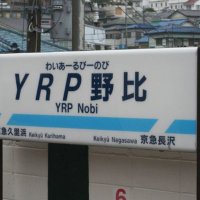 わいあーるぴーのび
YRP野比
YRP Nobi
急久里浜
Keikyū Kurihama
Keikyū Nagasawa
京急長沢
6